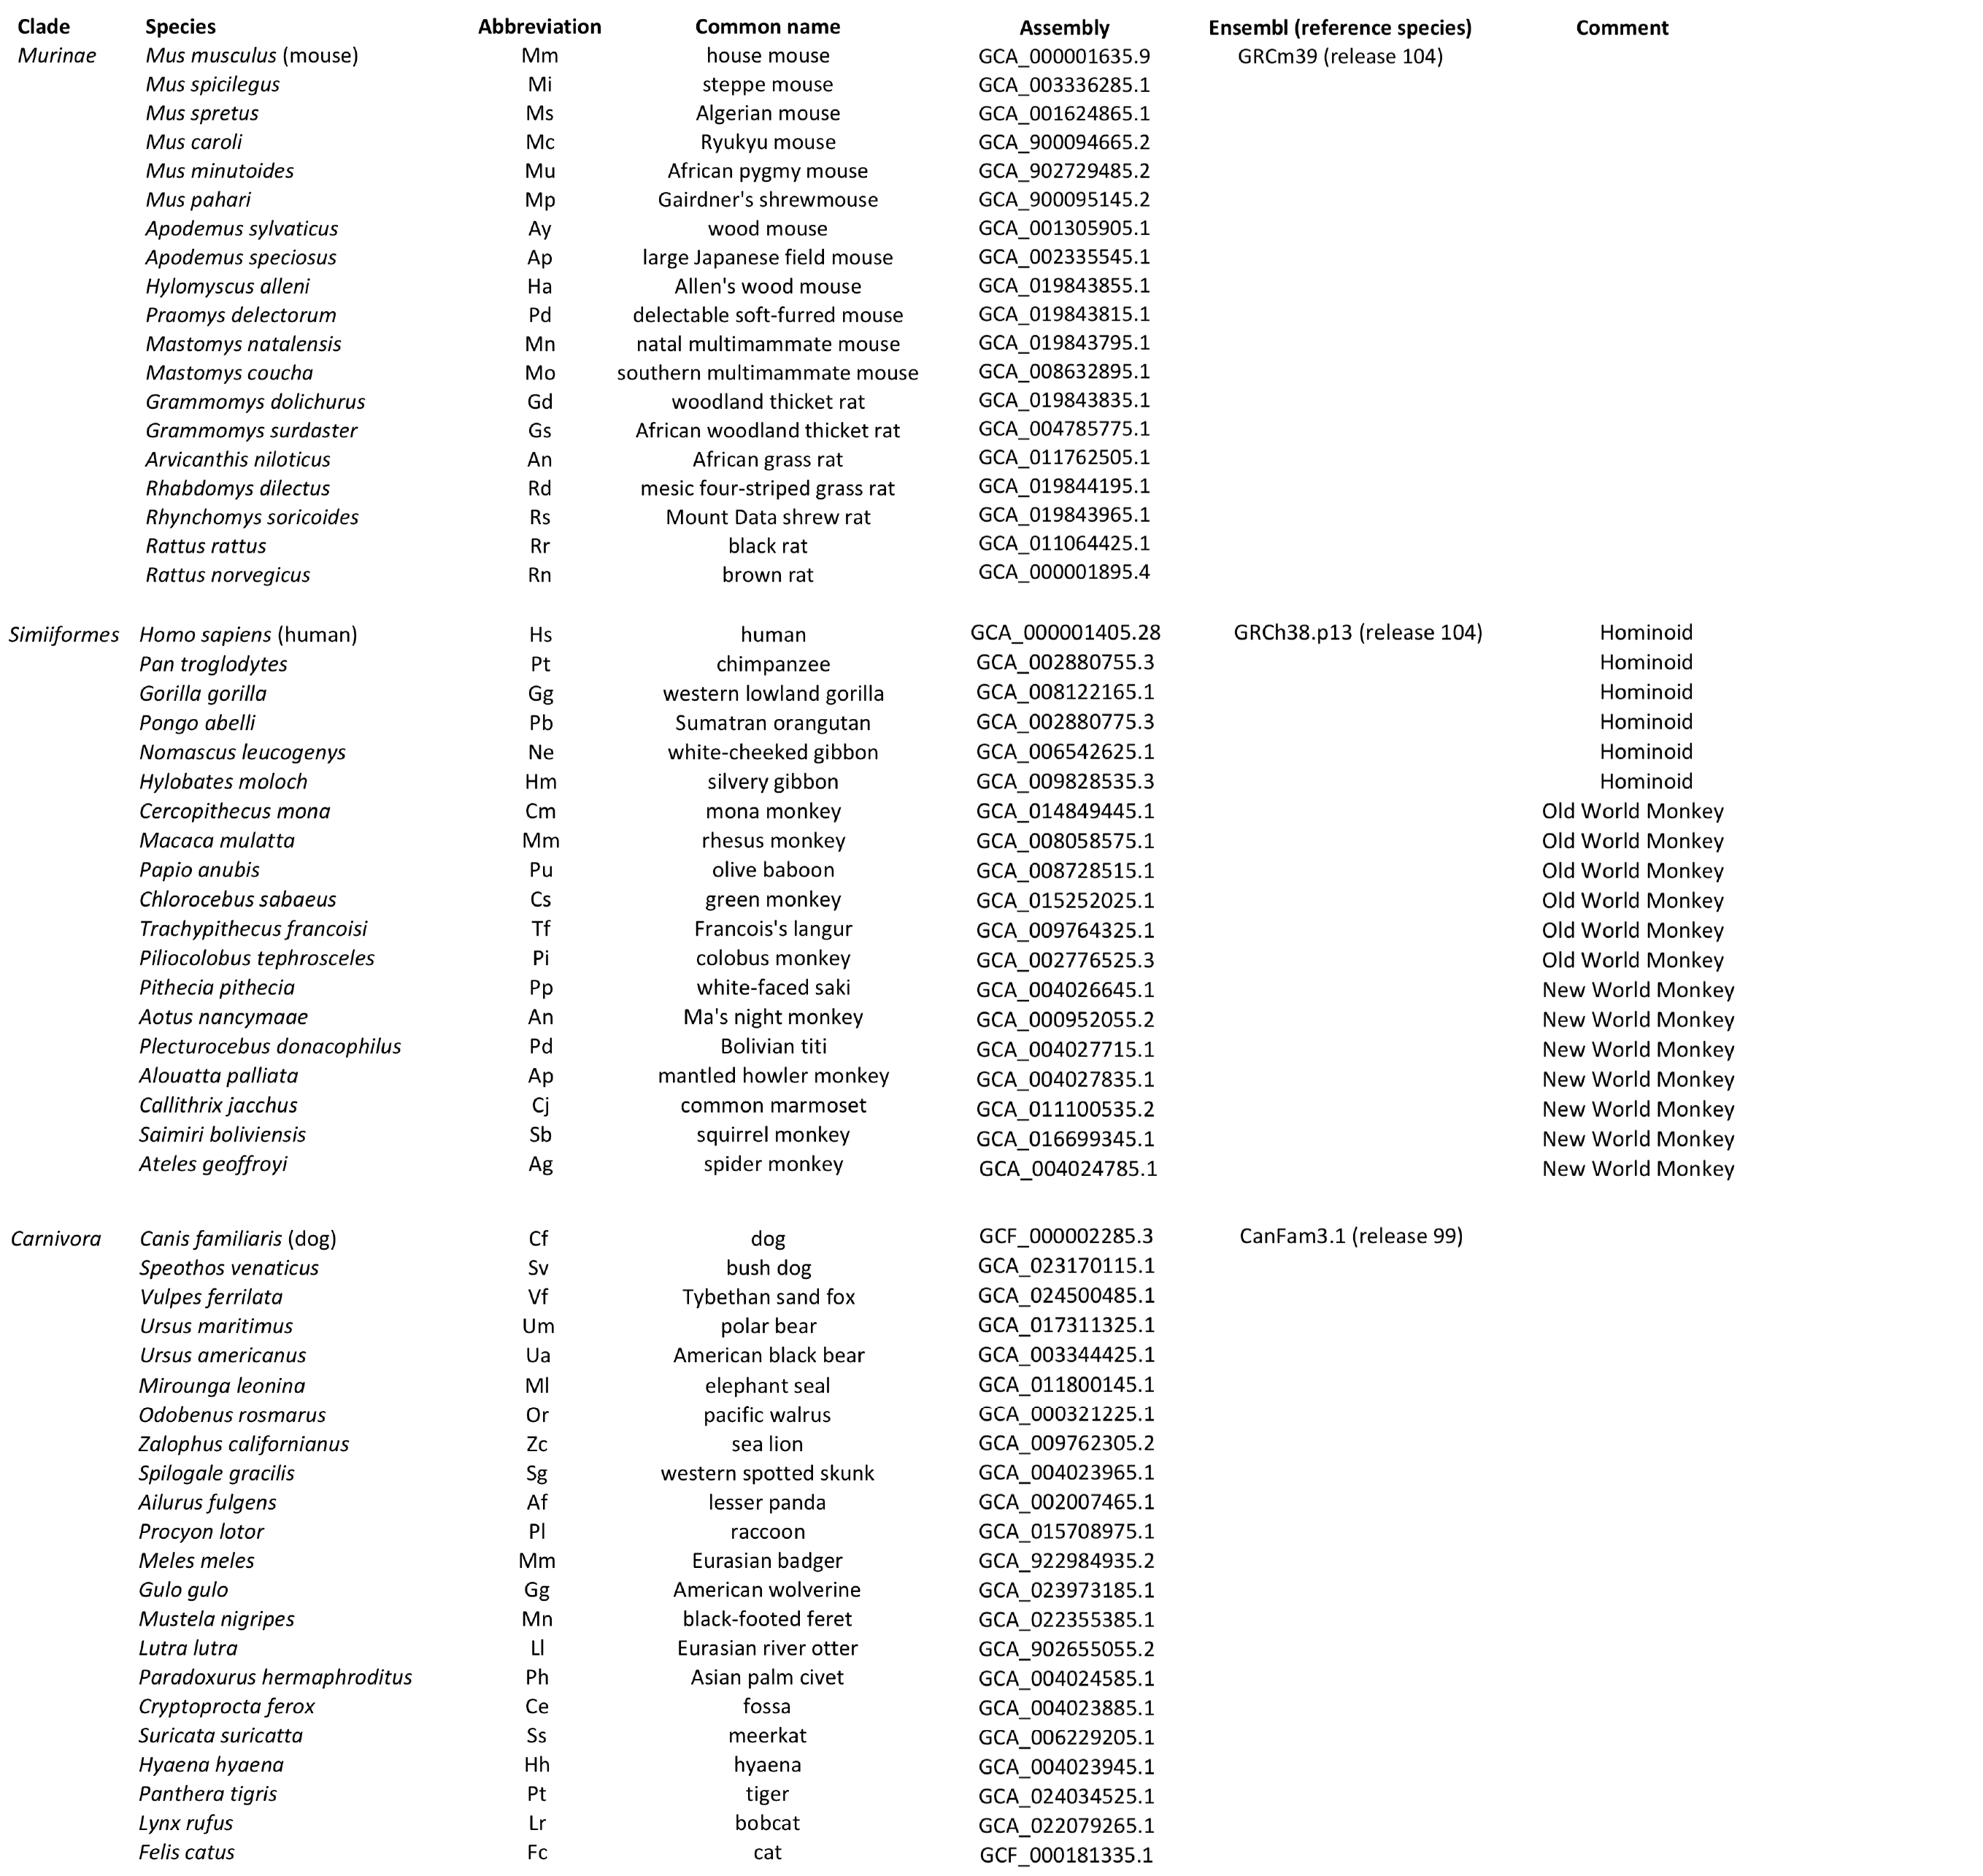 Clade Species Abbreviation Common name Assembly Ensembl (reference species) Comment
Murinae Mus musculus (mouse) Mm house mouse GCA_000001635.9 GRCm39 (release 104)
Mus spicilegus Mi steppe mouse GCA_003336285.1
Mus spretus Ms Algerian mouse GCA_001624865.1
Mus caroli Mc Ryukyu mouse GCA_900094665.2
Mus minutoides Mu African pygmy mouse GCA_902729485.2
Mus pahari Mp Gairdner's shrewmouse GCA_900095145.2
Apodemus sylvaticus Ay wood mouse GCA_001305905.1
Apodemus speciosus Ap large Japanese field mouse GCA_002335545.1
Hylomyscus alleni Ha Allen's wood mouse GCA_019843855.1
Praomys delectorum Pd delectable soft-furred mouse GCA_019843815.1
Mastomys natalensis Mn natal multimammate mouse GCA_019843795.1
Mastomys coucha Mo southern multimammate mouse GCA_008632895.1
Grammomys dolichurus Gd woodland thicket rat GCA_019843835.1
Grammomys surdaster Gs African woodland thicket rat GCA_004785775.1
Arvicanthis niloticus An African grass rat GCA_011762505.1
Rhabdomys dilectus Rd mesic four-striped grass rat GCA_019844195.1
Rhynchomys soricoides Rs Mount Data shrew rat GCA_019843965.1
Rattus rattus Rr black rat GCA_011064425.1
Rattus norvegicus Rn brown rat GCA_000001895.4
Simiiformes Homo sapiens (human) Hs human GCA_000001405.28 GRCh38.p13 (release 104) Hominoid
Pan troglodytes Pt chimpanzee GCA_002880755.3 Hominoid
Gorilla gorilla Gg western lowland gorilla GCA_008122165.1 Hominoid
Pongo abelli Pb Sumatran orangutan GCA_002880775.3 Hominoid
Nomascus leucogenys Ne white-cheeked gibbon GCA_006542625.1 Hominoid
Hylobates moloch Hm silvery gibbon GCA_009828535.3 Hominoid
Cercopithecus mona Cm mona monkey GCA_014849445.1 Old World Monkey
Macaca mulatta Mm rhesus monkey GCA_008058575.1 Old World Monkey
Papio anubis Pu olive baboon GCA_008728515.1 Old World Monkey
Chlorocebus sabaeus Cs green monkey GCA_015252025.1 Old World Monkey
Trachypithecus francoisi Tf Francois's langur GCA_009764325.1 Old World Monkey
Piliocolobus tephrosceles Pi colobus monkey GCA_002776525.3 Old World Monkey
Pithecia pithecia Pp white-faced saki GCA_004026645.1 New World Monkey
Aotus nancymaae An Ma's night monkey GCA_000952055.2 New World Monkey
Plecturocebus donacophilus Pd Bolivian titi GCA_004027715.1 New World Monkey
Alouatta palliata Ap mantled howler monkey GCA_004027835.1 New World Monkey
Callithrix jacchus Cj common marmoset GCA_011100535.2 New World Monkey
Saimiri boliviensis Sb squirrel monkey GCA_016699345.1 New World Monkey
Ateles geoffroyi Ag spider monkey GCA_004024785.1 New World Monkey
Carnivora Canis familiaris (dog) Cf dog GCF_000002285.3 CanFam3.1 (release 99)
Speothos venaticus Sv bush dog GCA_023170115.1
Vulpes ferrilata Vf Tybethan sand fox GCA_024500485.1
Ursus maritimus Um polar bear GCA_017311325.1
Ursus americanus Ua American black bear GCA_003344425.1
Mirounga leonina Ml elephant seal GCA_011800145.1
Odobenus rosmarus Or pacific walrus GCA_000321225.1
Zalophus californianus Zc sea lion GCA_009762305.2
Spilogale gracilis Sg western spotted skunk GCA_004023965.1
Ailurus fulgens Af lesser panda GCA_002007465.1
Procyon lotor Pl raccoon GCA_015708975.1
Meles meles Mm Eurasian badger GCA_922984935.2
Gulo gulo Gg American wolverine GCA_023973185.1
Mustela nigripes Mn black-footed feret GCA_022355385.1
Lutra lutra Ll Eurasian river otter GCA_902655055.2
Paradoxurus hermaphroditus Ph Asian palm civet GCA_004024585.1
Cryptoprocta ferox Ce fossa GCA_004023885.1
Suricata suricatta Ss meerkat GCA_006229205.1
Hyaena hyaena Hh hyaena GCA_004023945.1
Panthera tigris Pt tiger GCA_024034525.1
Lynx rufus Lr bobcat GCA_022079265.1
Felis catus Fc cat GCF_000181335.1